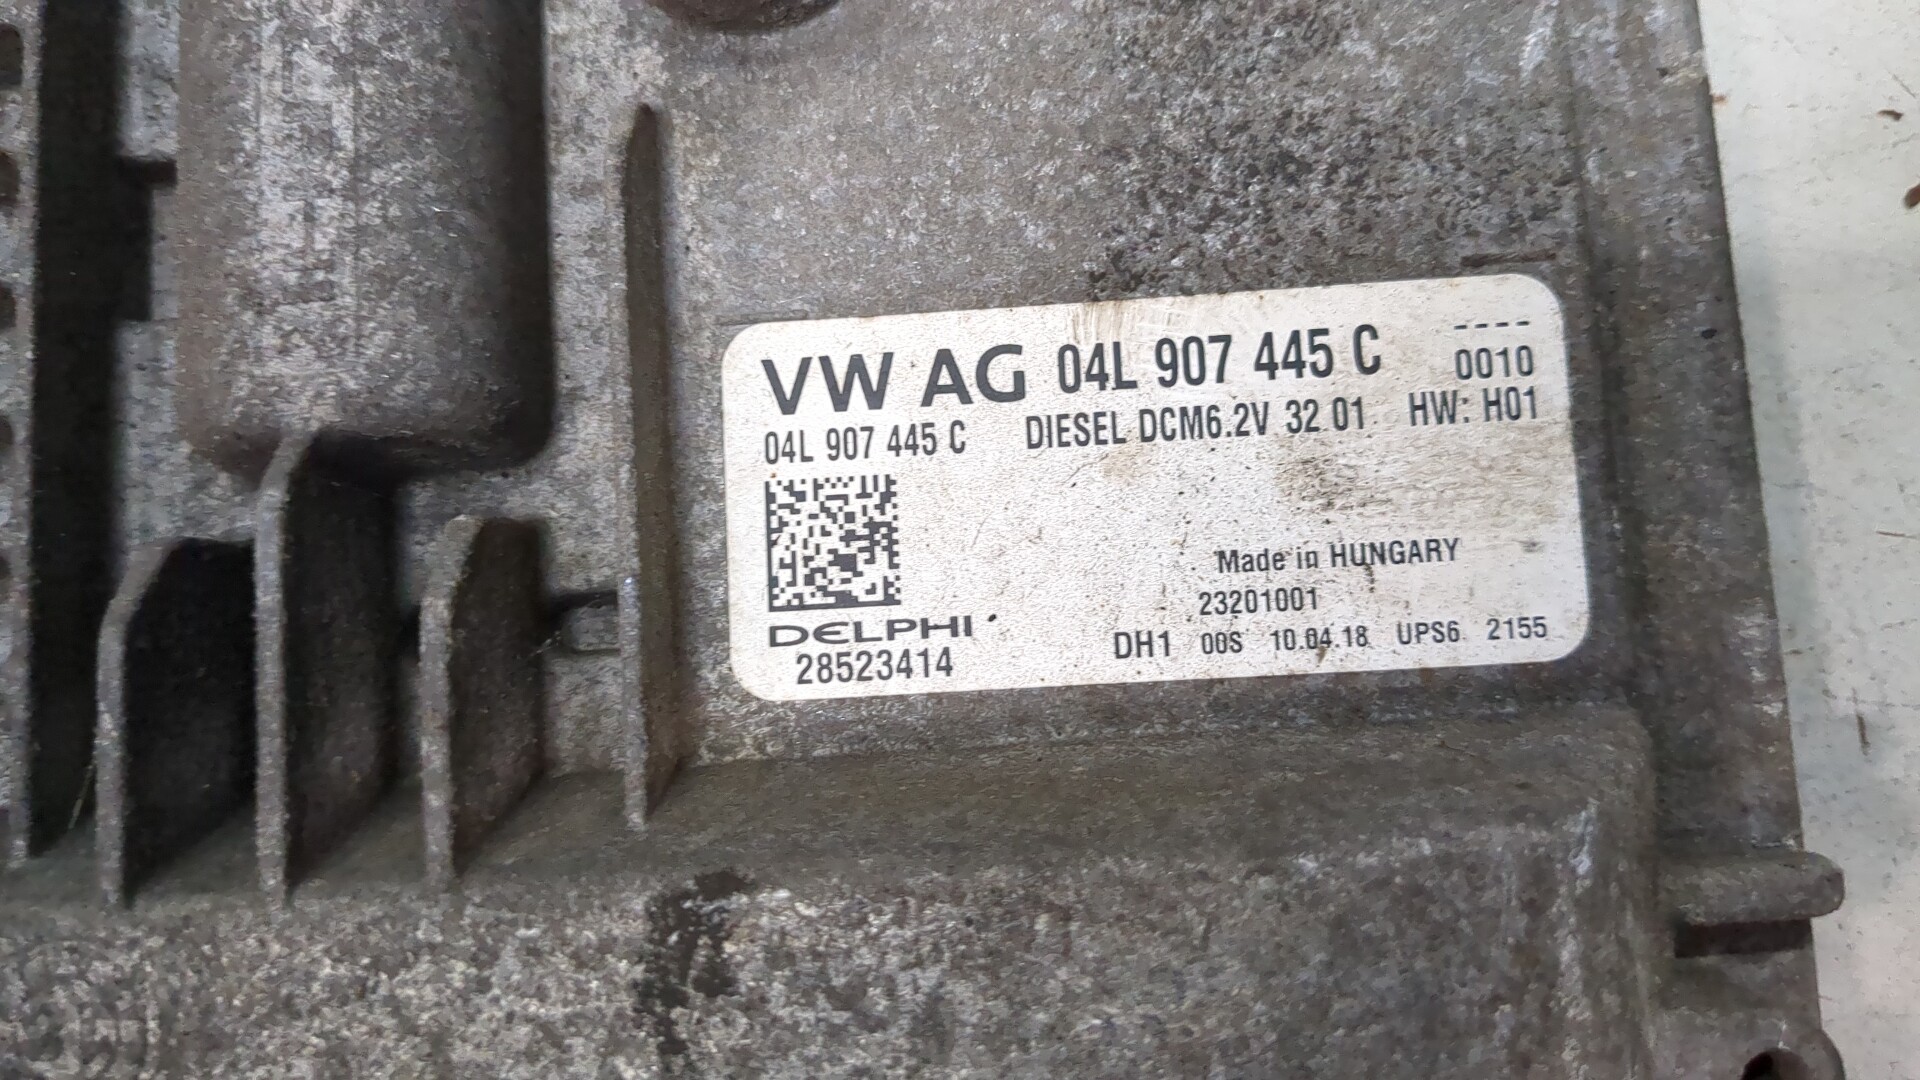 VW AG 04L 907 445 C ----
0010
04L 907 445 C DIESEL DCM6.2V 32 01 HW: H01
Made in HUNGARY
23201001
DELPHI
28523414
DH1 00S 10.04.18 UPS6 2155